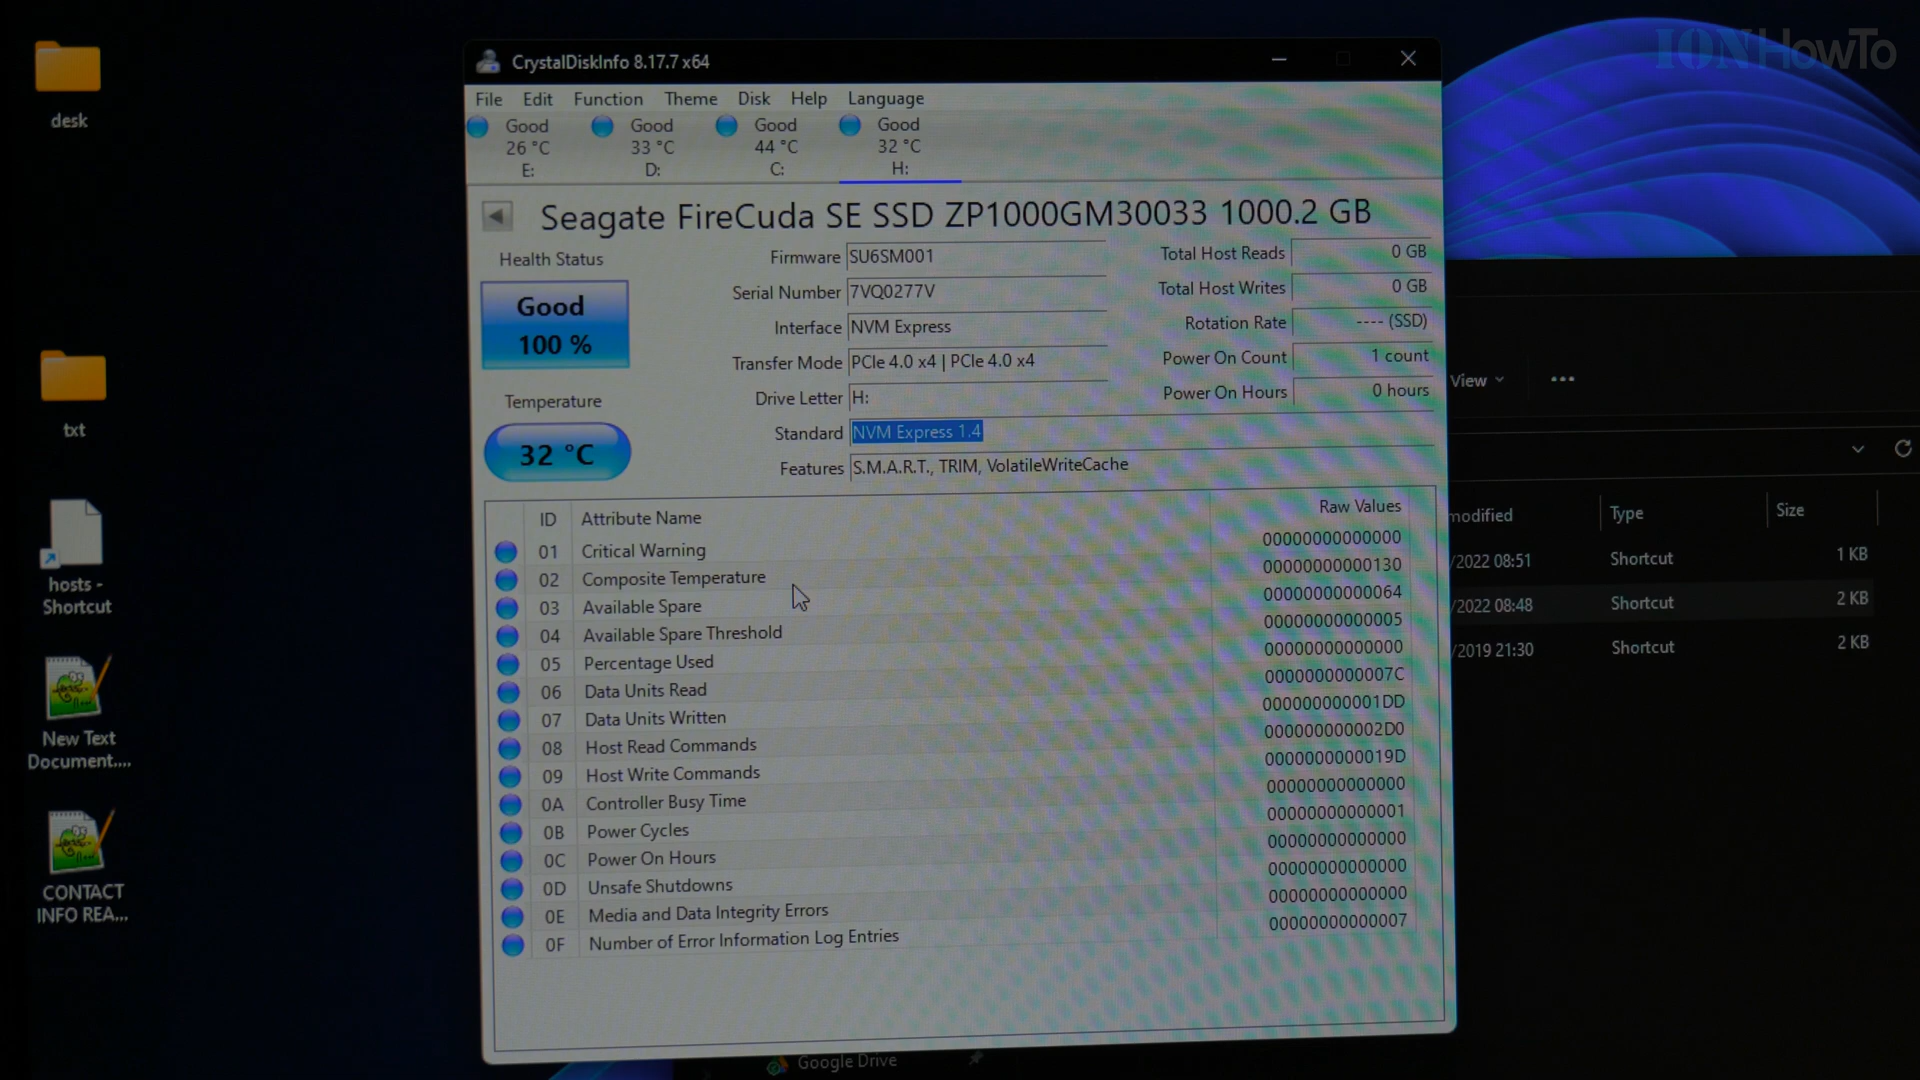 IONHowTo
desk
txt
hosts -
Shortcut
New Text
Document....
CONTACT
INFO REA...
CrystalDiskInfo 8.17.7 x64
File Edit Function Theme Disk Help Language
Good Good Good Good
26 °C 33 °C 44 °C 32 °C
E: D: C: H:
Seagate FireCuda SE SSD ZP1000GM30033 1000.2 GB
Health Status
Good
100 %
Temperature
32 °C
Firmware SU6SM001
Serial Number 7VQ0277V
Interface NVM Express
Transfer Mode PCIe 4.0 x4 | PCIe 4.0 x4
Drive Letter H:
Standard NVM Express 1.4
Features S.M.A.R.T., TRIM, VolatileWriteCache
Total Host Reads 0 GB
Total Host Writes 0 GB
Rotation Rate ---- (SSD)
Power On Count 1 count
Power On Hours 0 hours
ID Attribute Name Raw Values
01 Critical Warning 00000000000000
02 Composite Temperature 00000000000130
03 Available Spare 00000000000064
04 Available Spare Threshold 00000000000005
05 Percentage Used 00000000000000
06 Data Units Read 0000000000007C
07 Data Units Written 000000000001DD
08 Host Read Commands 000000000002D0
09 Host Write Commands 0000000000019D
0A Controller Busy Time 00000000000000
0B Power Cycles 00000000000001
0C Power On Hours 00000000000000
0D Unsafe Shutdowns 00000000000000
0E Media and Data Integrity Errors 00000000000000
0F Number of Error Information Log Entries 00000000000007
View
modified Type Size
/2022 08:51 Shortcut 1 KB
/2022 08:48 Shortcut 2 KB
/2019 21:30 Shortcut 2 KB
Google Drive